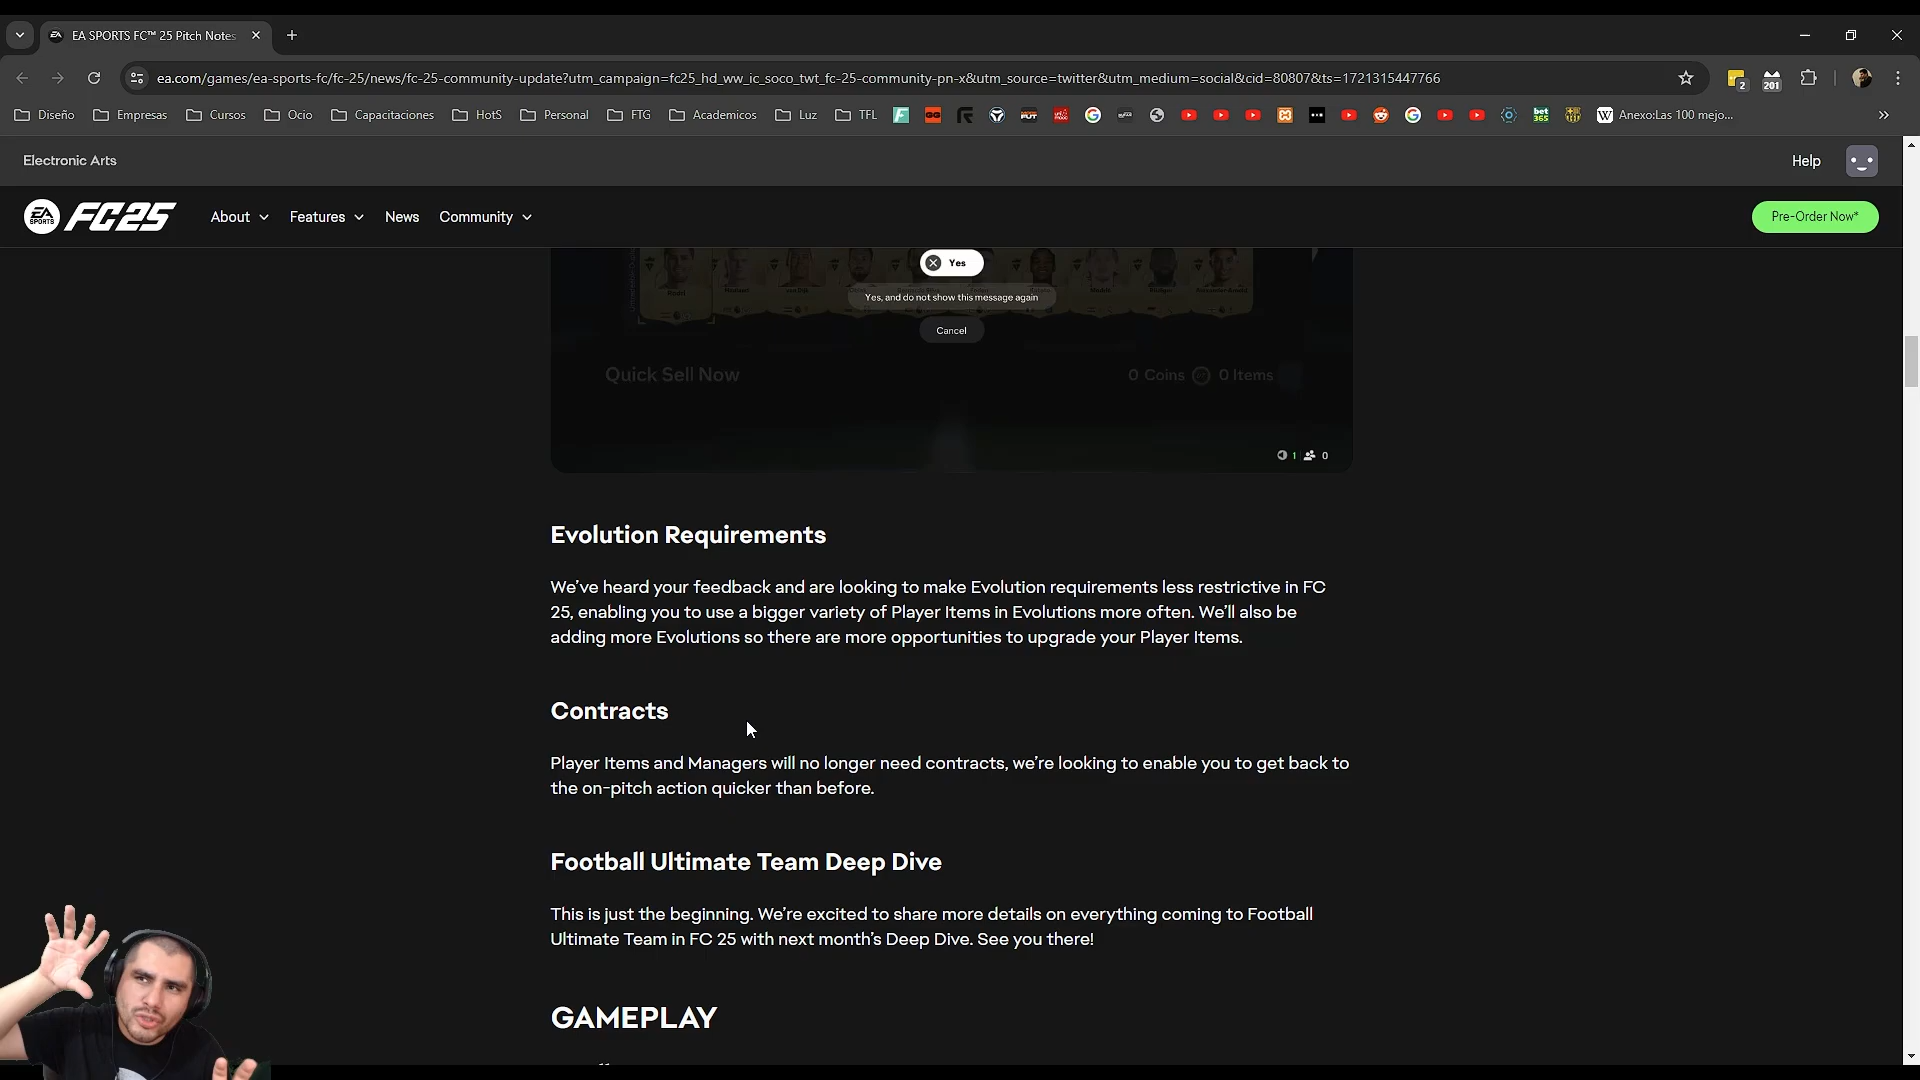 EA SPORTS FC™ 25 Pitch Notes
ea.com/games/ea-sports-fc/fc-25/news/fc-25-community-update?utm_campaign=fc25_hd_ww_ic_soco_twt_fc-25-community-pn-x&utm_source=twitter&utm_medium=social&cid=80807&ts=1721315447766
2
201
Diseño Empresas Cursos Ocio Capacitaciones HotS Personal FTG Academicos Luz TFL bet365 W Anexo:Las 100 mejo...
Electronic Arts Help
EA SPORTS FC25 About Features News Community Pre-Order Now*
Yes
Yes, and do not show this message again
Cancel
Quick Sell Now 0 Coins 0 Items
1 0
Evolution Requirements
We've heard your feedback and are looking to make Evolution requirements less restrictive in FC
25, enabling you to use a bigger variety of Player Items in Evolutions more often. We'll also be
adding more Evolutions so there are more opportunities to upgrade your Player Items.
Contracts
Player Items and Managers will no longer need contracts, we're looking to enable you to get back to
the on-pitch action quicker than before.
Football Ultimate Team Deep Dive
This is just the beginning. We're excited to share more details on everything coming to Football
Ultimate Team in FC 25 with next month's Deep Dive. See you there!
GAMEPLAY